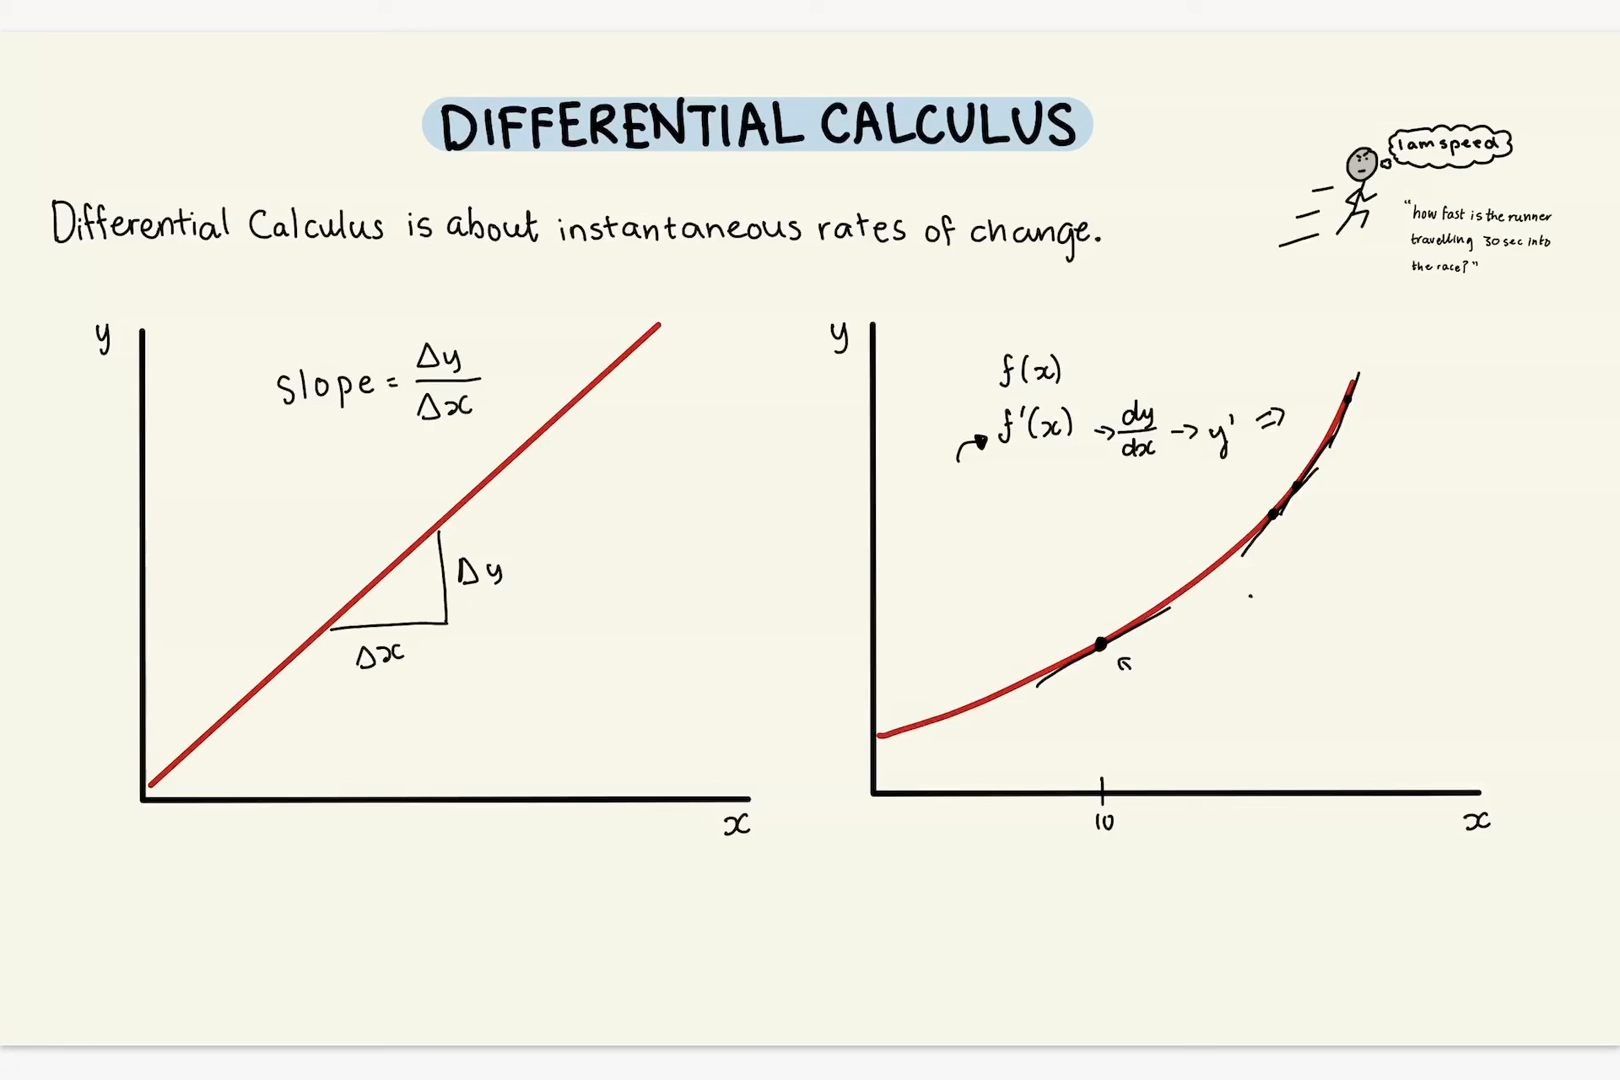 DIFFERENTIAL CALCULUS
I am speed
Differential Calculus is about instantaneous rates of change.
"how fast is the runner
travelling 30 sec into
the race?"
y
slope = Δy/Δx
Δy
Δx
x
y
f(x)
f'(x) → dy/dx → y' ⇒
10
x